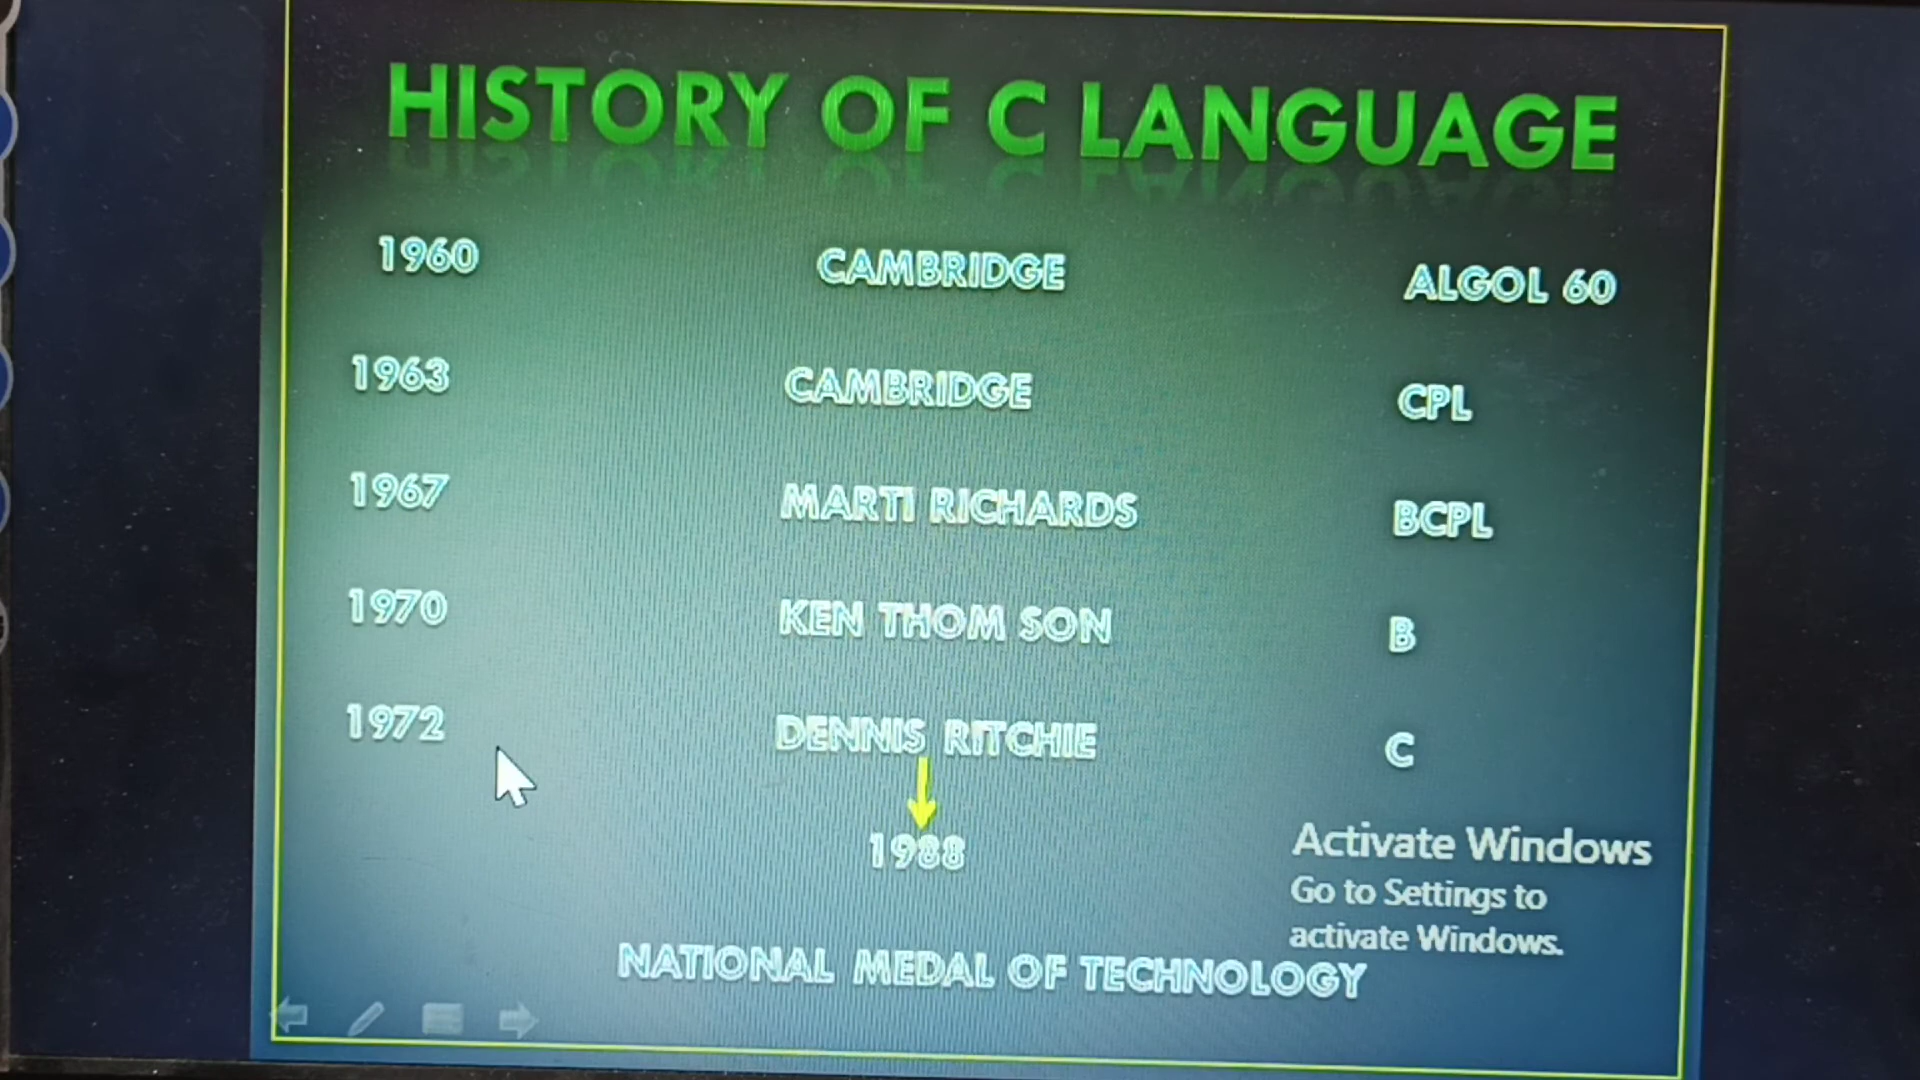 HISTORY OF C LANGUAGE
1960 CAMBRIDGE ALGOL 60
1963 CAMBRIDGE CPL
1967 MARTI RICHARDS BCPL
1970 KEN THOM SON B
1972 DENNIS RITCHIE C
1988
NATIONAL MEDAL OF TECHNOLOGY
Activate Windows
Go to Settings to
activate Windows.